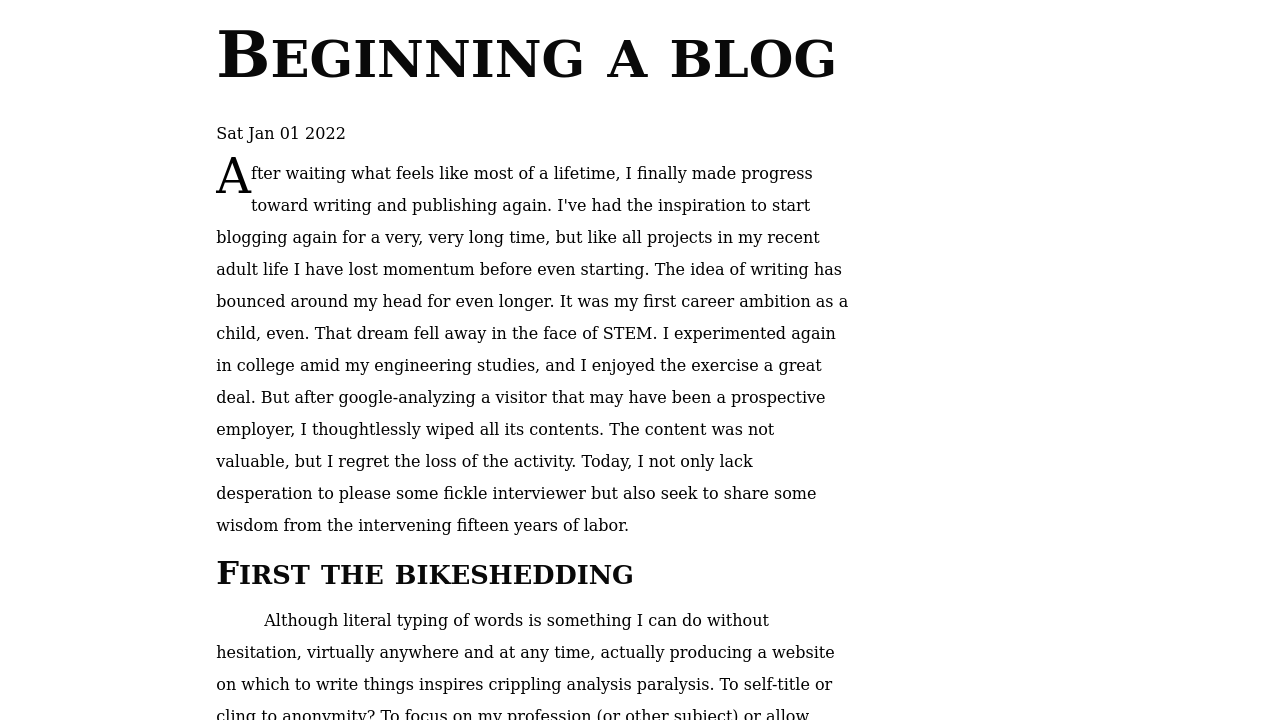 Beginning a blog
Sat Jan 01 2022
After waiting what feels like most of a lifetime, I finally made progress
toward writing and publishing again. I've had the inspiration to start
blogging again for a very, very long time, but like all projects in my recent
adult life I have lost momentum before even starting. The idea of writing has
bounced around my head for even longer. It was my first career ambition as a
child, even. That dream fell away in the face of STEM. I experimented again
in college amid my engineering studies, and I enjoyed the exercise a great
deal. But after google-analyzing a visitor that may have been a prospective
employer, I thoughtlessly wiped all its contents. The content was not
valuable, but I regret the loss of the activity. Today, I not only lack
desperation to please some fickle interviewer but also seek to share some
wisdom from the intervening fifteen years of labor.
First the bikeshedding
Although literal typing of words is something I can do without
hesitation, virtually anywhere and at any time, actually producing a website
on which to write things inspires crippling analysis paralysis. To self-title or
cling to anonymity? To focus on my profession (or other subject) or allow